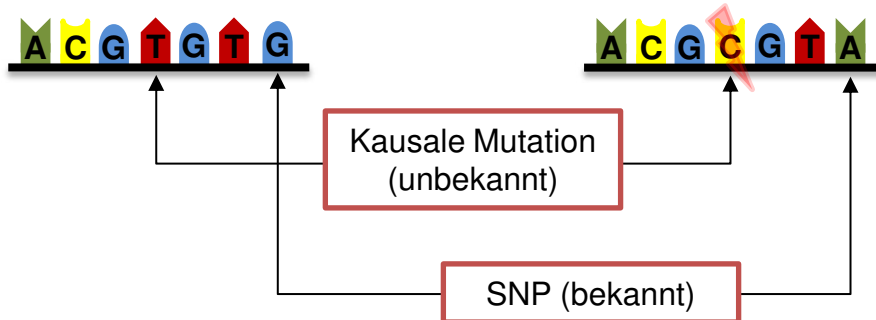 A C G T G T G
A C G C G T A
Kausale Mutation
(unbekannt)
SNP (bekannt)